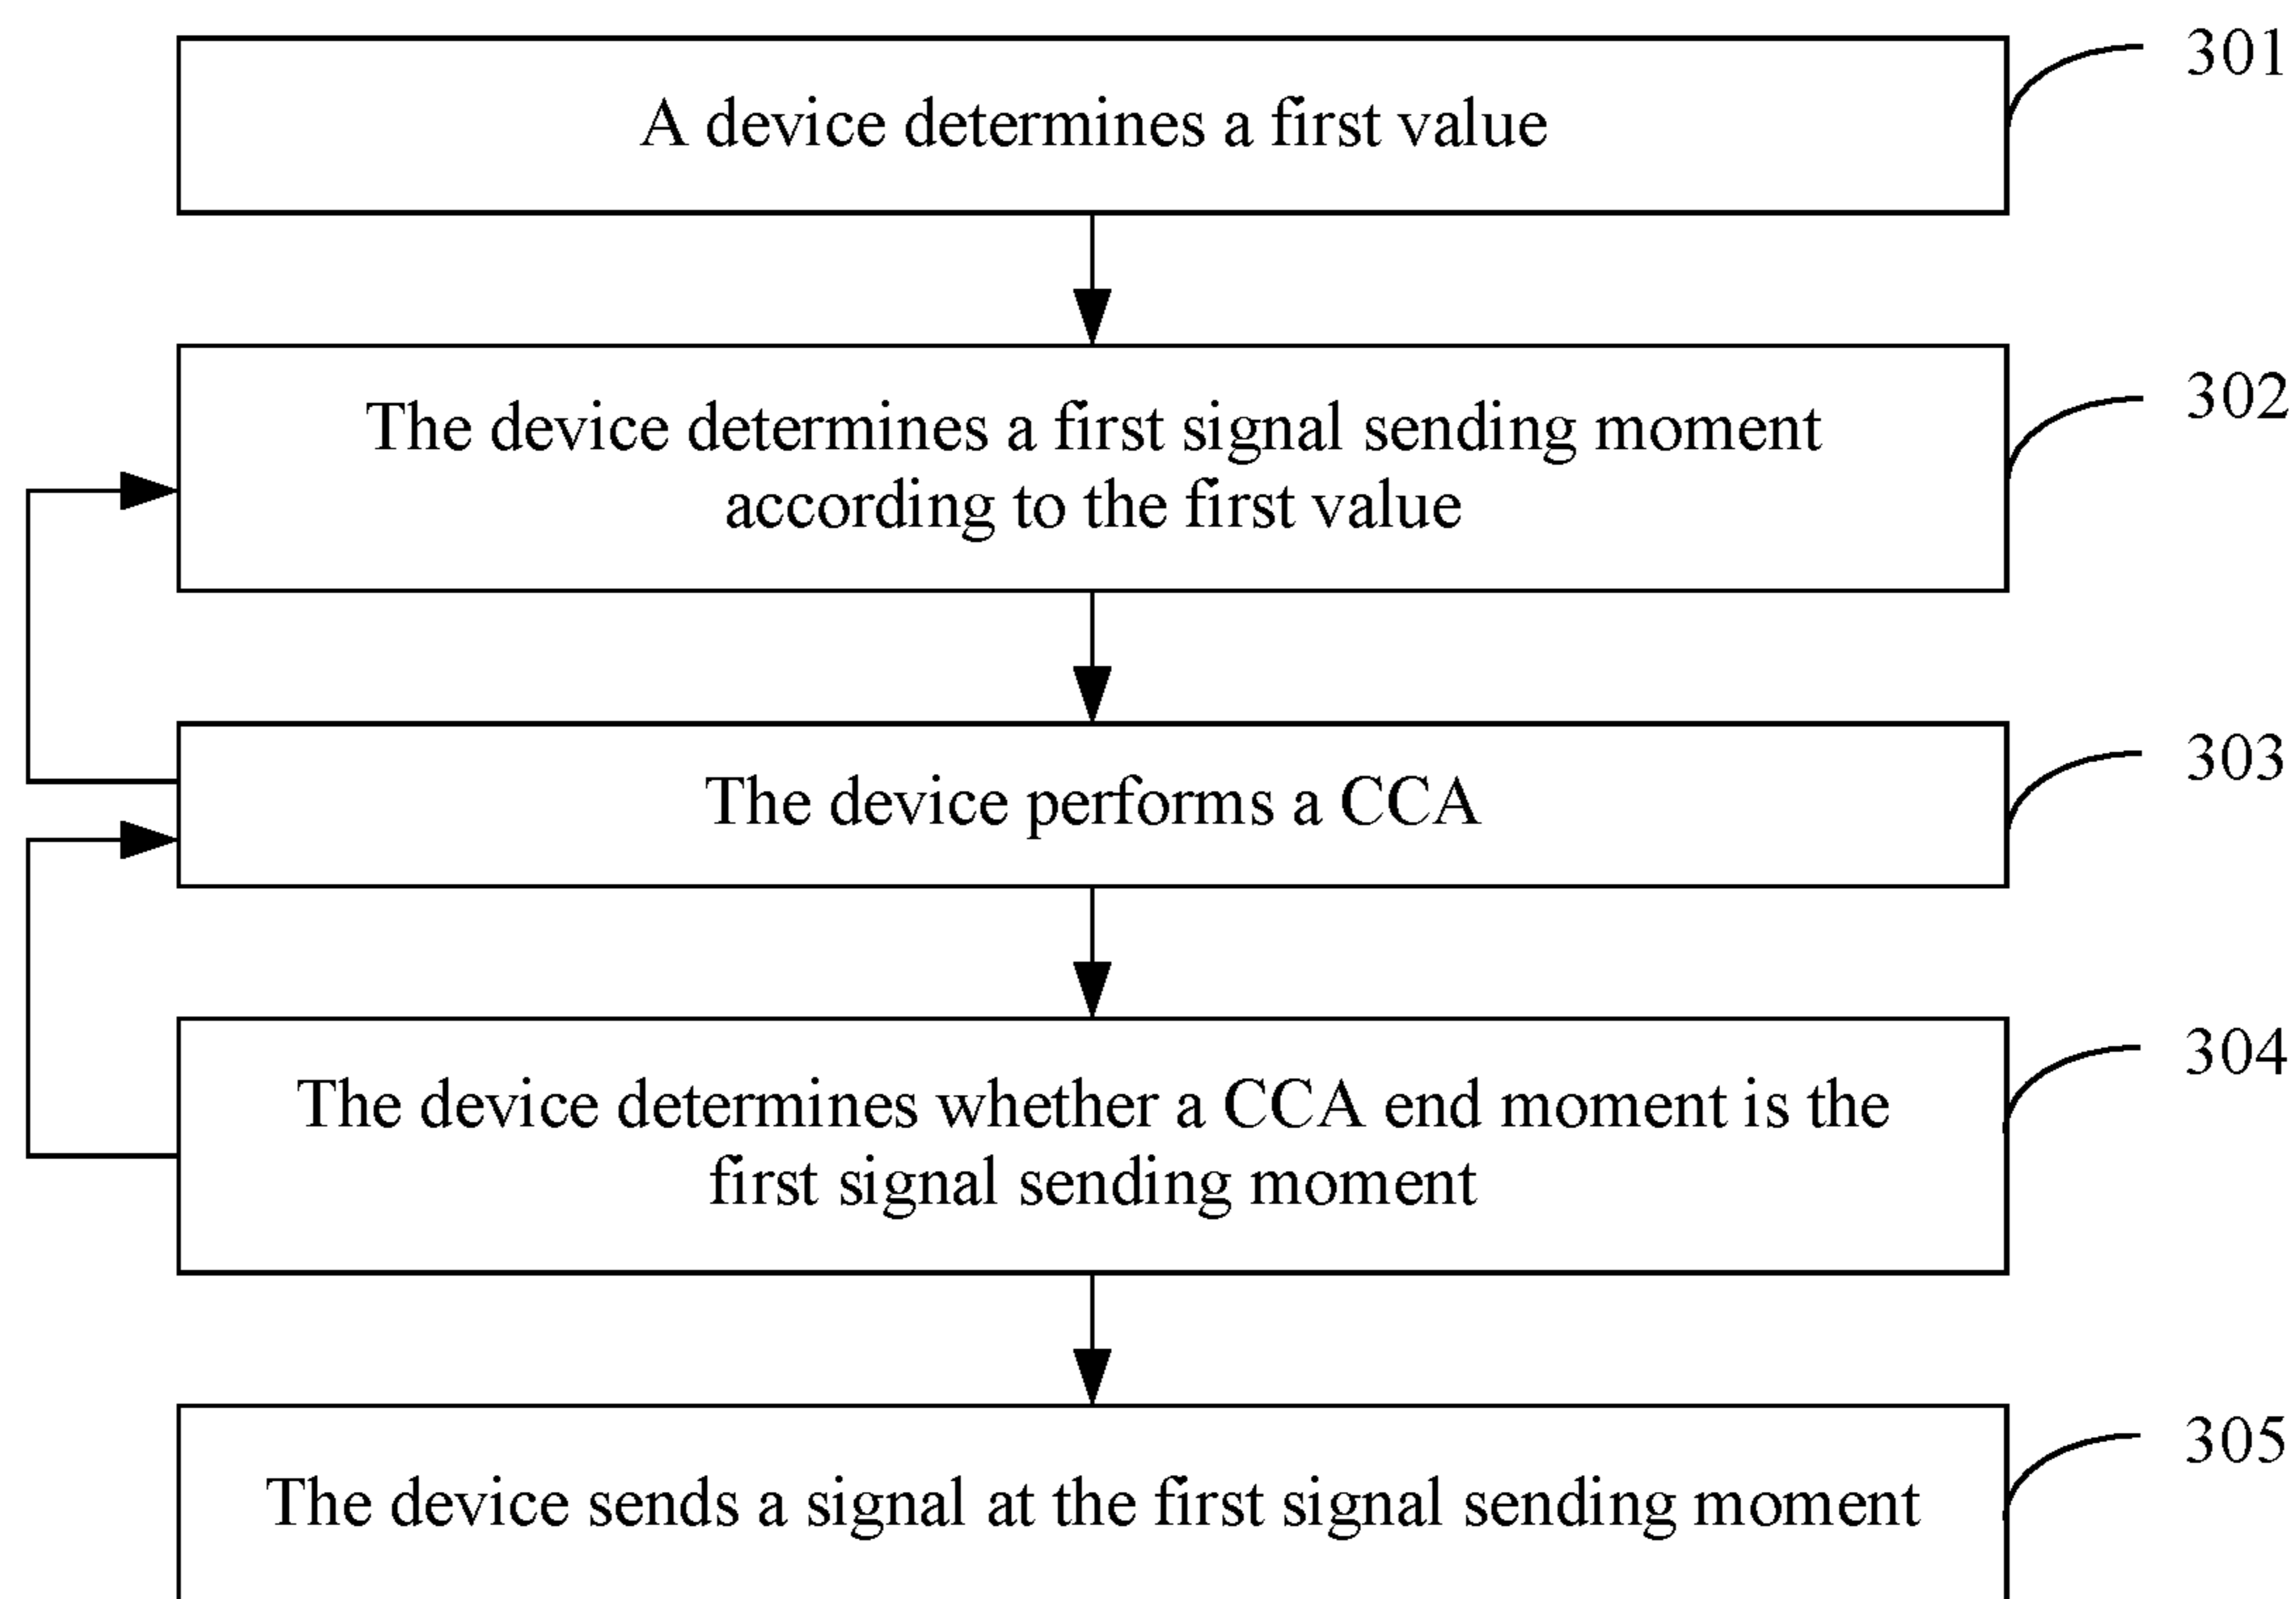 301
A device determines a first value
302
The device determines a first signal sending moment
according to the first value
303
The device performs a CCA
304
The device determines whether a CCA end moment is the
first signal sending moment
305
The device sends a signal at the first signal sending moment